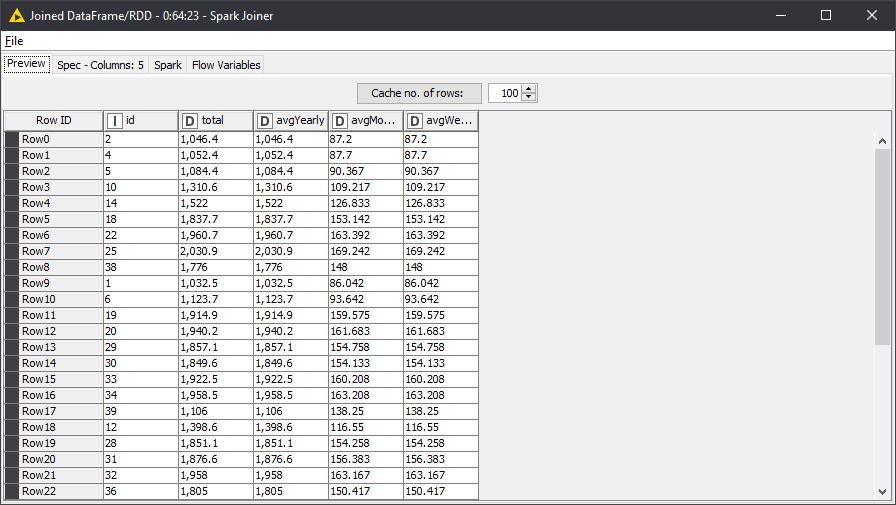 Joined DataFrame/RDD - 0:64:23 - Spark Joiner
File
Preview Spec - Columns: 5 Spark Flow Variables
Cache no. of rows: 100
Row ID I id D total D avgYearly D avgMo... D avgWe...
Row0 2 1,046.4 1,046.4 87.2 87.2
Row1 4 1,052.4 1,052.4 87.7 87.7
Row2 5 1,084.4 1,084.4 90.367 90.367
Row3 10 1,310.6 1,310.6 109.217 109.217
Row4 14 1,522 1,522 126.833 126.833
Row5 18 1,837.7 1,837.7 153.142 153.142
Row6 22 1,960.7 1,960.7 163.392 163.392
Row7 25 2,030.9 2,030.9 169.242 169.242
Row8 38 1,776 1,776 148 148
Row9 1 1,032.5 1,032.5 86.042 86.042
Row10 6 1,123.7 1,123.7 93.642 93.642
Row11 19 1,914.9 1,914.9 159.575 159.575
Row12 20 1,940.2 1,940.2 161.683 161.683
Row13 29 1,857.1 1,857.1 154.758 154.758
Row14 30 1,849.6 1,849.6 154.133 154.133
Row15 33 1,922.5 1,922.5 160.208 160.208
Row16 34 1,958.5 1,958.5 163.208 163.208
Row17 39 1,106 1,106 138.25 138.25
Row18 12 1,398.6 1,398.6 116.55 116.55
Row19 28 1,851.1 1,851.1 154.258 154.258
Row20 31 1,876.6 1,876.6 156.383 156.383
Row21 32 1,958 1,958 163.167 163.167
Row22 36 1,805 1,805 150.417 150.417